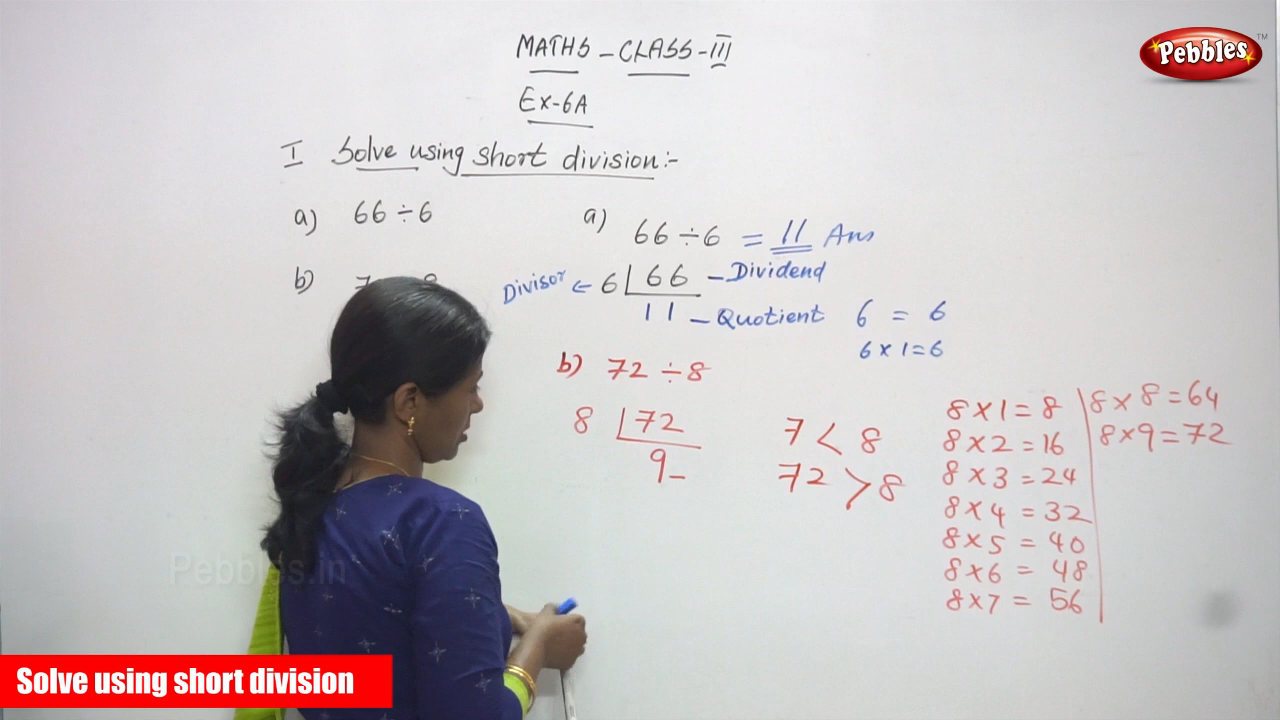 MATHS - CLASS - III
Pebbles TM
Ex-6A
I Solve using short division:-
a) 66 ÷ 6
b)
a) 66 ÷ 6 = 11 Ans
Divisor ← 6 66 - Dividend
11 - Quotient
6 = 6
6 x 1 = 6
b) 72 ÷ 8
8 72
9
7 < 8
72 > 8
8 x 1 = 8
8 x 2 = 16
8 x 3 = 24
8 x 4 = 32
8 x 5 = 40
8 x 6 = 48
8 x 7 = 56
8 x 8 = 64
8 x 9 = 72
Pebbles.in
Solve using short division